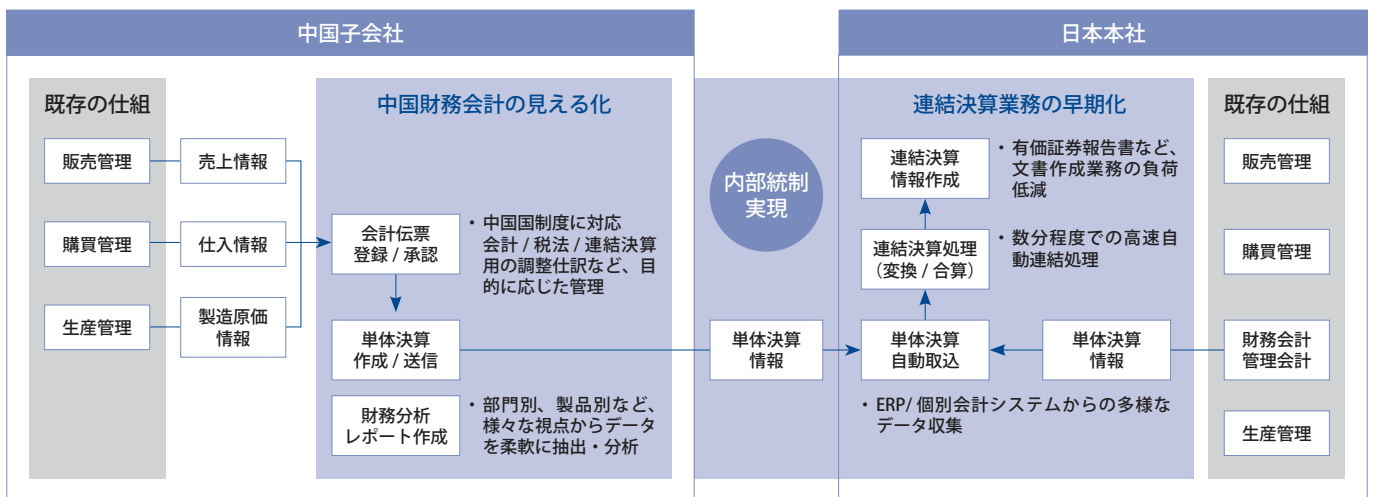 中国子会社
日本本社
既存の仕組
販売管理
購買管理
生産管理
売上情報
仕入情報
製造原価
情報
中国財務会計の見える化
会計伝票
登録 / 承認
・中国国制度に対応
会計 / 税法 / 連結決算
用の調整仕訳など、目
的に応じた管理
単体決算
作成 / 送信
財務分析
レポート作成
・部門別、製品別など、
様々な視点からデータ
を柔軟に抽出・分析
内部統制
実現
単体決算
情報
連結決算業務の早期化
連結決算
情報作成
・有価証券報告書など、
文書作成業務の負荷
低減
連結決算処理
（変換 / 合算）
・数分程度での高速自
動連結処理
単体決算
自動取込
単体決算
情報
・ERP/ 個別会計システムからの多様な
データ収集
既存の仕組
販売管理
購買管理
財務会計
管理会計
生産管理